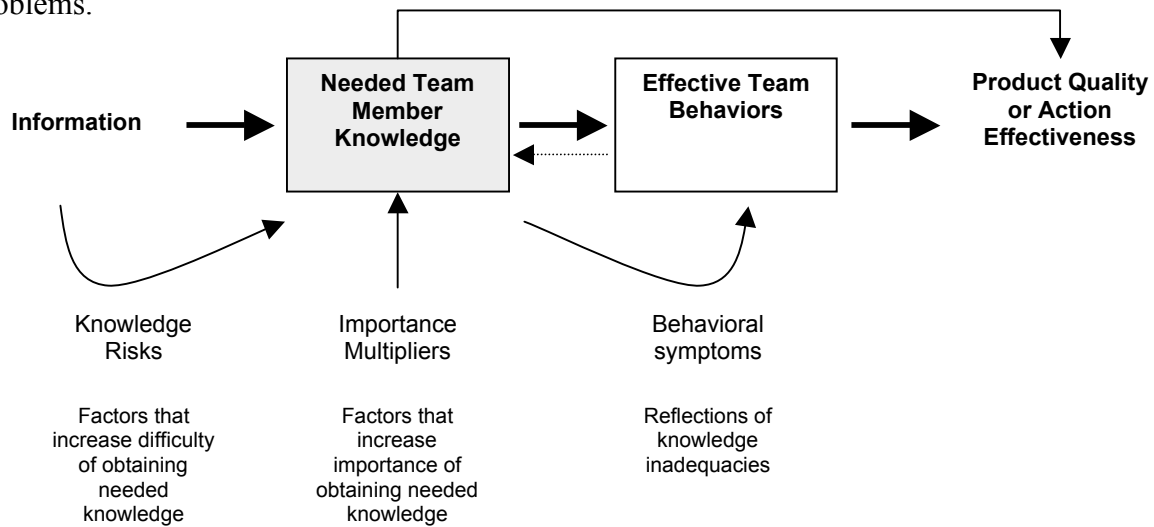 oblems.
Information
Needed Team
Member
Knowledge
Effective Team
Behaviors
Product Quality
or Action
Effectiveness
Knowledge
Risks
Importance
Multipliers
Behavioral
symptoms
Factors that
increase difficulty
of obtaining
needed
knowledge
Factors that
increase
importance of
obtaining needed
knowledge
Reflections of
knowledge
inadequacies